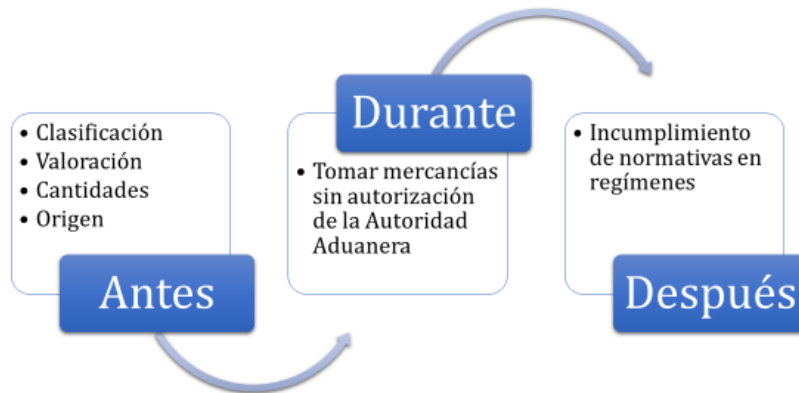 • Clasificación
• Valoración
• Cantidades
• Origen
Antes
Durante
• Tomar mercancías
sin autorización
de la Autoridad
Aduanera
• Incumplimiento
de normativas en
regímenes
Después